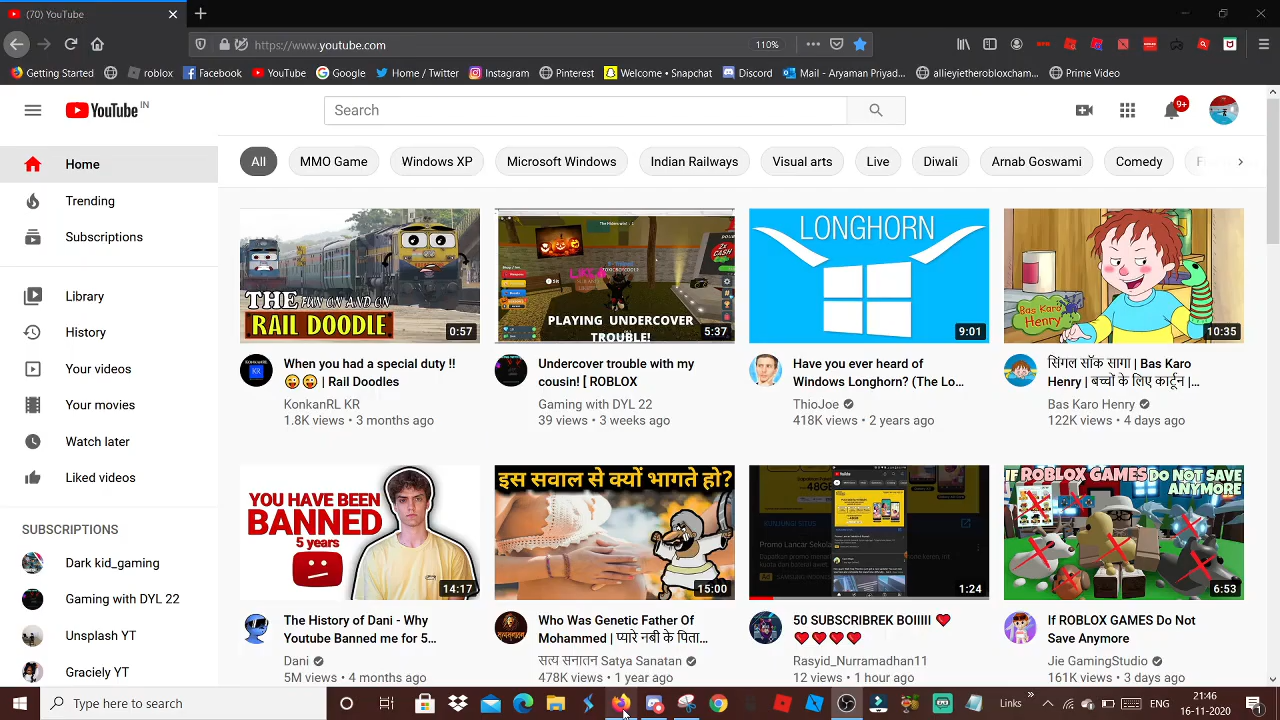 (70) YouTube
https://www.youtube.com
110%
Getting Started
roblox
Facebook
YouTube
Google
Home / Twitter
Instagram
Pinterest
Welcome • Snapchat
Discord
Mail - Aryaman Priyad...
allieyietherobloxcham...
Prime Video
YouTube IN
Search
9+
Home
Trending
Subscriptions
Library
History
Your videos
Your movies
Watch later
Liked videos
SUBSCRIPTIONS
Dark kid_gaming
Gaming with DYL 22
Unsplash YT
Graciely YT
All
MMO Game
Windows XP
Microsoft Windows
Indian Railways
Visual arts
Live
Diwali
Arnab Goswami
Comedy
THE
RAIL DOODLE
0:57
When you had a special duty !!
😜😜 | Rail Doodles
KonkanRL KR
1.8K views • 3 months ago
PLAYING UNDERCOVER
TROUBLE!
5:37
Undercover trouble with my
cousin! [ ROBLOX
Gaming with DYL 22
39 views • 3 weeks ago
LONGHORN
9:01
Have you ever heard of
Windows Longhorn? (The Lo...
ThioJoe
418K views • 2 years ago
Bas Karo
Henry
10:35
सिंगल सॉक सागा | Bas Karo
Henry | बच्चों के लिए कार्टून |...
Bas Karo Henry
122K views • 4 days ago
YOU HAVE BEEN
BANNED
5 years
14:17
The History of Dani - Why
Youtube Banned me for 5...
Dani
5M views • 4 months ago
इस सवाल से क्यों भागते हो?
15:00
Who Was Genetic Father Of
Mohammed | प्यारे नबी के पिता...
सत्य सनातन Satya Sanatan
478K views • 1 year ago
48GB
Promo Lancar Seko
1:24
50 SUBSCRIBREK BOIIIII ❤
❤❤❤❤
Rasyid_Nurramadhan11
12 views • 1 hour ago
IF ROBLOX GAMES DO NOT SAVE
ANYMORE
6:53
If ROBLOX GAMES Do Not
Save Anymore
Jie GamingStudio
161K views • 4 days ago
Type here to search
Links
ENG
21:46
16-11-2020